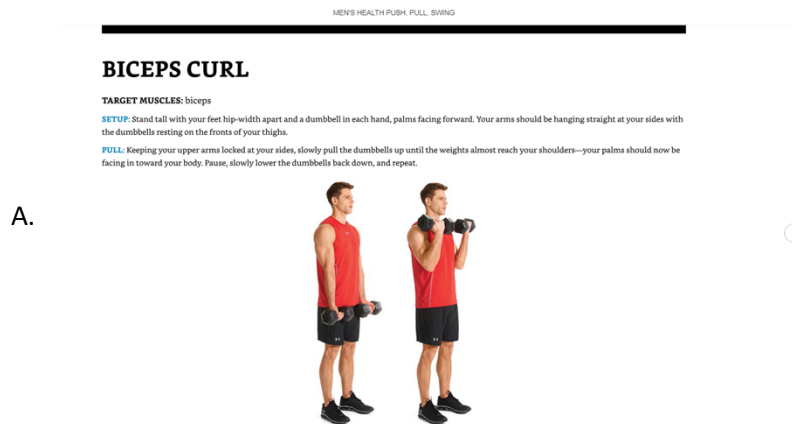 MEN'S HEALTH PUSH, PULL, SWING
BICEPS CURL
TARGET MUSCLES: biceps
SETUP: Stand tall with your feet hip-width apart and a dumbbell in each hand, palms facing forward. Your arms should be hanging straight at your sides with
the dumbbells resting on the fronts of your thighs.
PULL: Keeping your upper arms locked at your sides, slowly pull the dumbbells up until the weights almost reach your shoulders—your palms should now be
facing in toward your body. Pause, slowly lower the dumbbells back down, and repeat.
A.